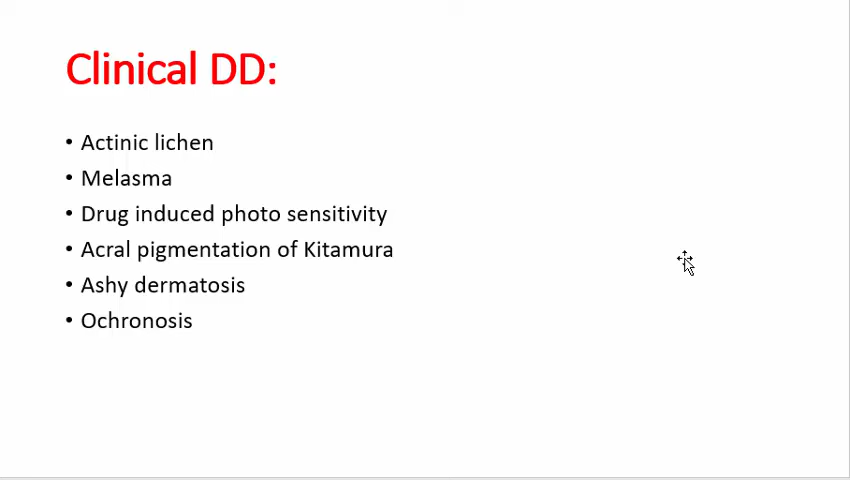 Clinical DD:
• Actinic lichen
• Melasma
• Drug induced photo sensitivity
• Acral pigmentation of Kitamura
• Ashy dermatosis
• Ochronosis